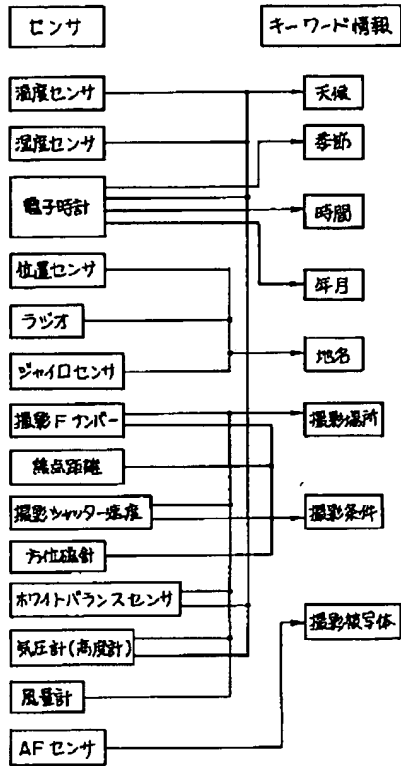 センサ
キーワード情報
温度センサ
天候
湿度センサ
季節
電子時計
時間
位置センサ
年月
ラジオ
地名
ジャイロセンサ
撮影Fナンバー
撮影場所
焦点距離
撮影シャッター速度
撮影条件
方位磁針
ホワイトバランスセンサ
撮影被写体
気圧計(高度計)
風量計
AFセンサ